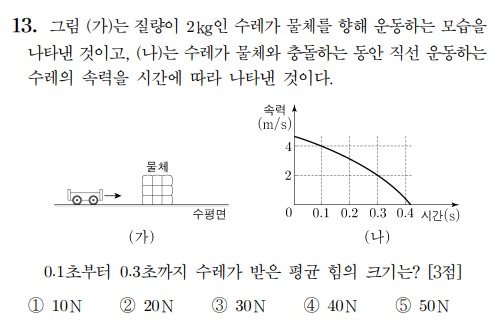 13. 그림 (가)는 질량이 2kg인 수레가 물체를 향해 운동하는 모습을
나타낸 것이고, (나)는 수레가 물체와 충돌하는 동안 직선 운동하는
수레의 속력을 시간에 따라 나타낸 것이다.
물체
수평면
(가)
속력
(m/s)
4
2
0 0.1 0.2 0.3 0.4 시간(s)
(나)
0.1초부터 0.3초까지 수레가 받은 평균 힘의 크기는? [3점]
① 10N ② 20N ③ 30N ④ 40N ⑤ 50N